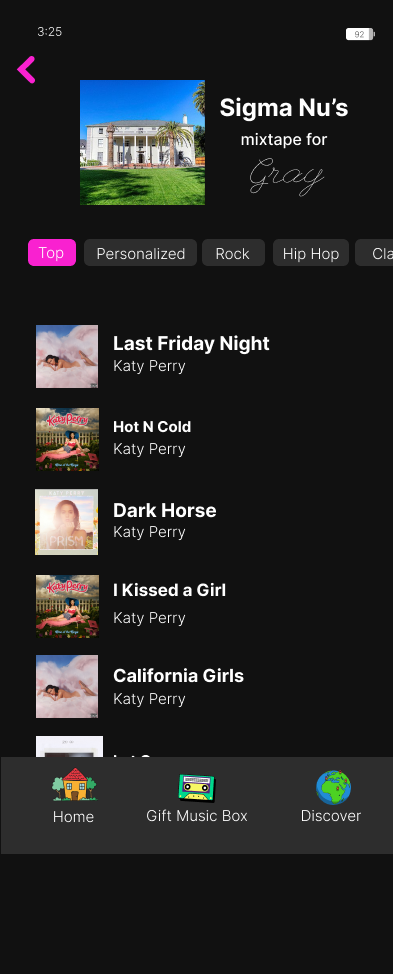 3:25
92
Sigma Nu’s
mixtape for
Gray
Top
Personalized
Rock
Hip Hop
Cla
Last Friday Night
Katy Perry
Katy Perry
Hot N Cold
Katy Perry
KATY PERRY
PRISM
Dark Horse
Katy Perry
Katy Perry
I Kissed a Girl
Katy Perry
California Girls
Katy Perry
Home
Gift Music Box
Discover